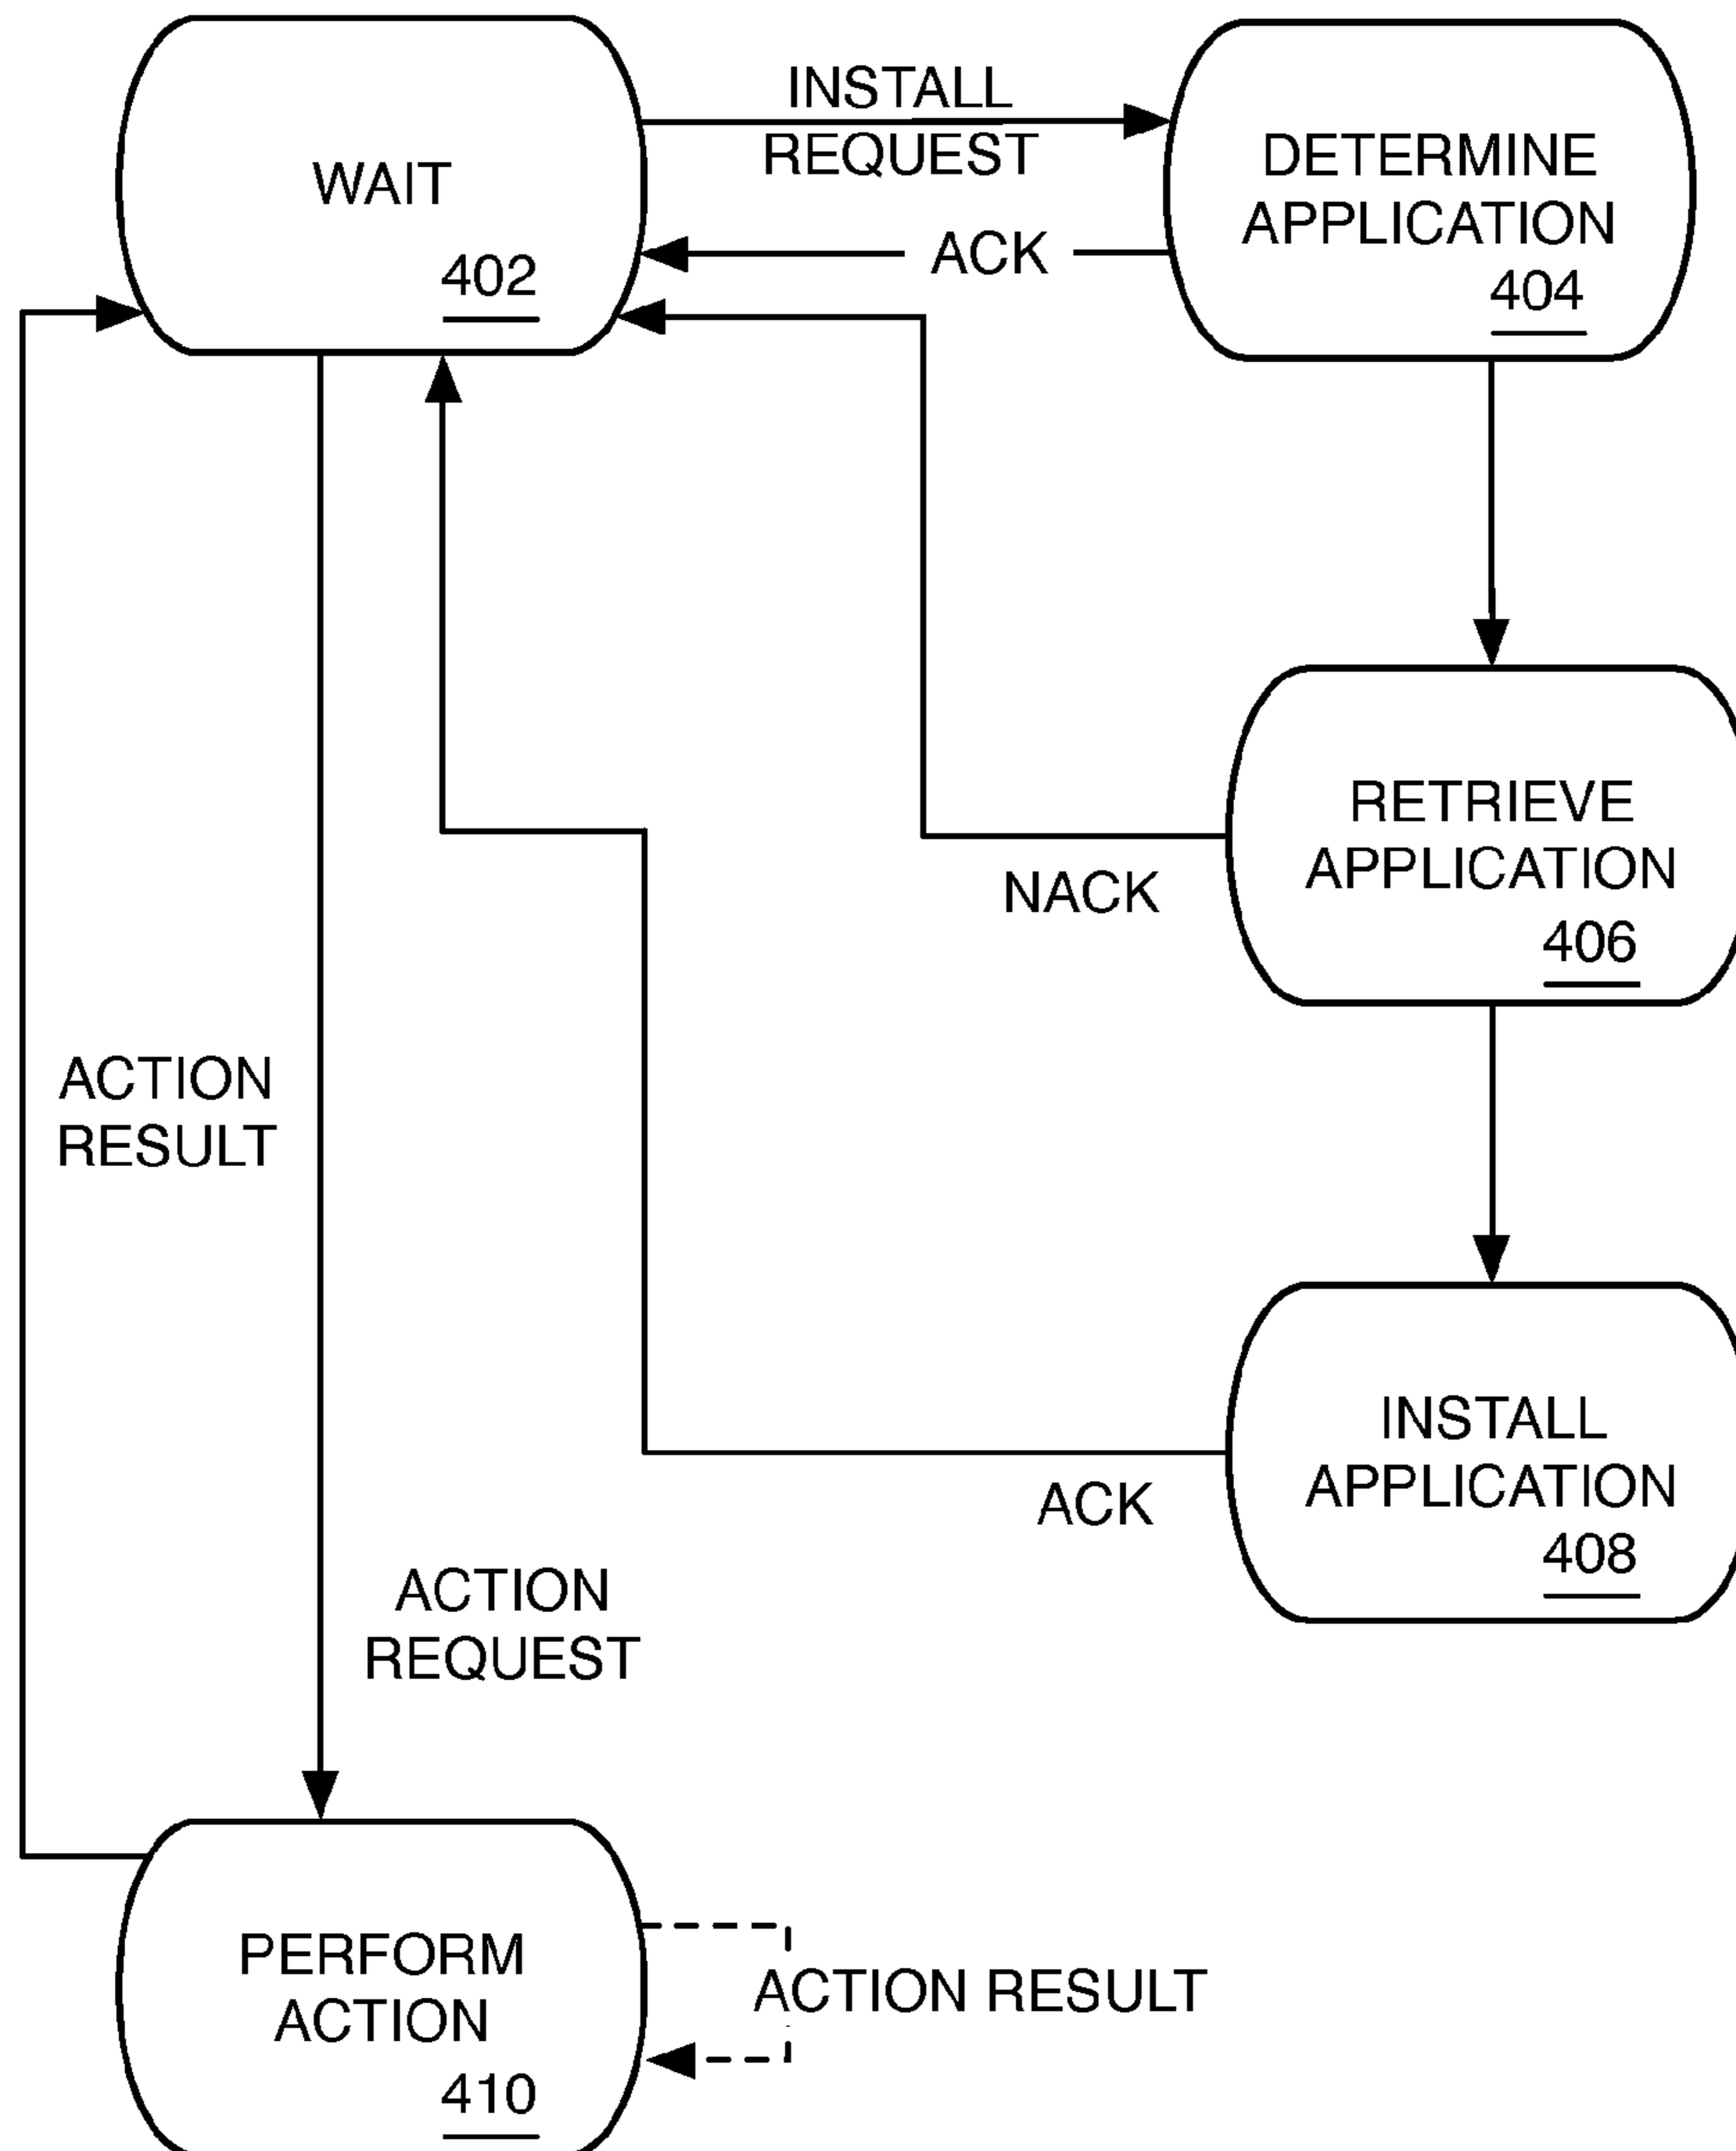 WAIT
402
INSTALL
REQUEST
ACK
DETERMINE
APPLICATION
404
RETRIEVE
APPLICATION
406
NACK
ACTION
RESULT
INSTALL
APPLICATION
408
ACK
ACTION
REQUEST
PERFORM
ACTION
410
ACTION RESULT